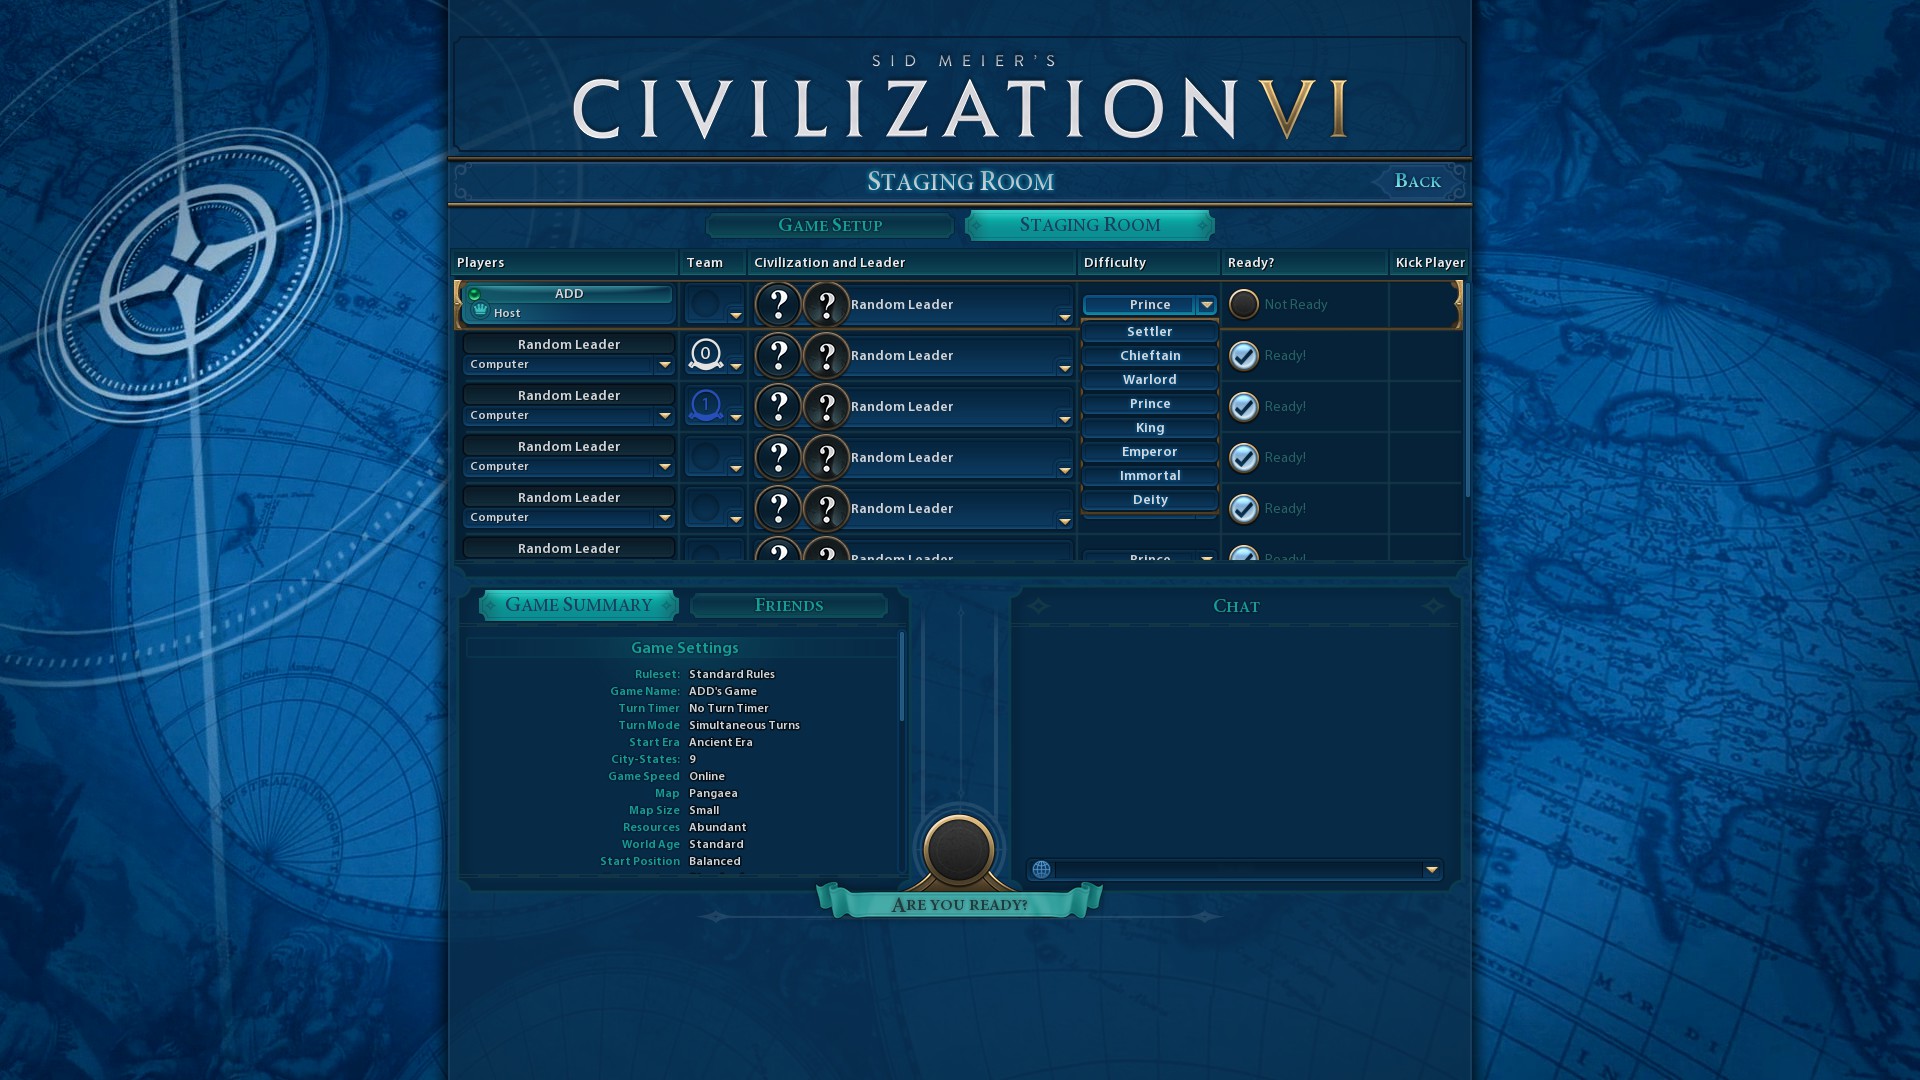 SID MEIER'S
CIVILIZATION VI
STAGING ROOM
BACK
GAME SETUP
STAGING ROOM
Players
Team
Civilization and Leader
Difficulty
Ready?
Kick Player
ADD
Host
Random Leader
Prince
Not Ready
Settler
Chieftain
Warlord
Prince
King
Emperor
Immortal
Deity
Random Leader
Computer
0
Random Leader
Ready!
Random Leader
Computer
1
Random Leader
Ready!
Random Leader
Computer
Random Leader
Ready!
Random Leader
Computer
Random Leader
Ready!
Random Leader
Random Leader
Prince
Ready!
GAME SUMMARY
FRIENDS
Game Settings
Ruleset: Standard Rules
Game Name: ADD's Game
Turn Timer No Turn Timer
Turn Mode Simultaneous Turns
Start Era Ancient Era
City-States: 9
Game Speed Online
Map Pangaea
Map Size Small
Resources Abundant
World Age Standard
Start Position Balanced
CHAT
ARE YOU READY?